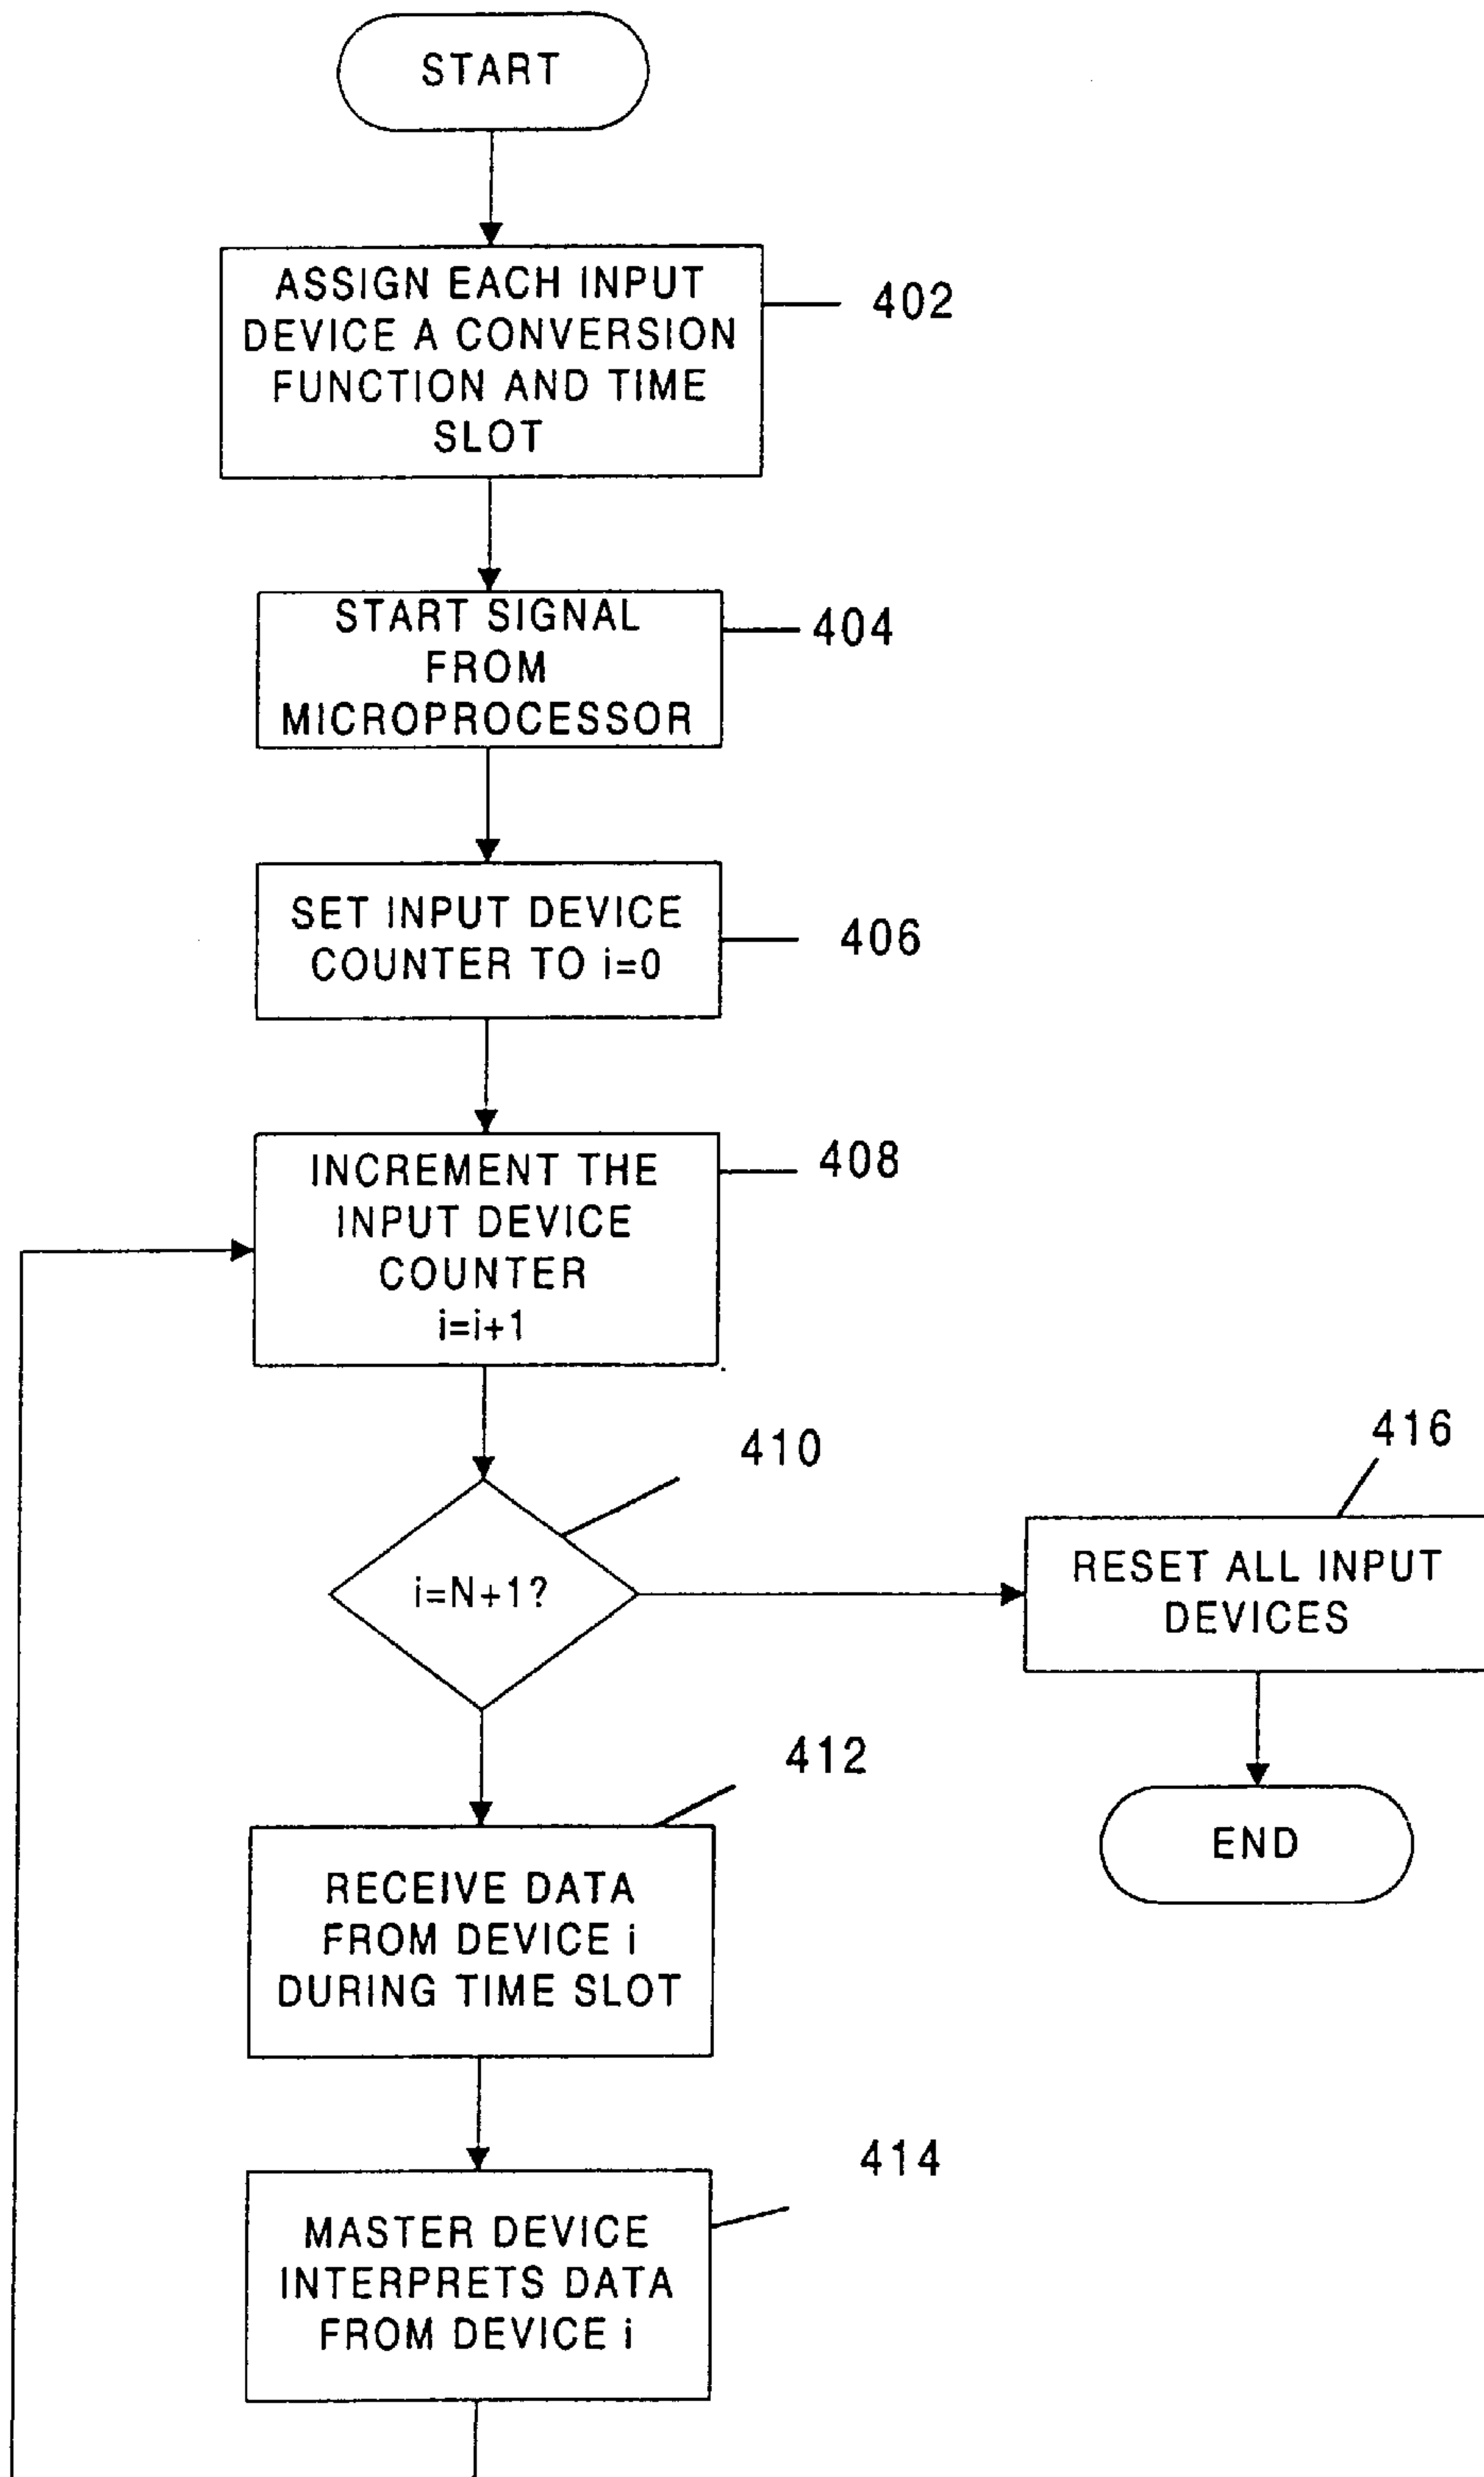 START
ASSIGN EACH INPUT
DEVICE A CONVERSION
FUNCTION AND TIME
SLOT
402
START SIGNAL
FROM
MICROPROCESSOR
404
SET INPUT DEVICE
COUNTER TO i=0
406
INCREMENT THE
INPUT DEVICE
COUNTER
i=i+1
408
410
i=N+1?
416
RESET ALL INPUT
DEVICES
412
RECEIVE DATA
FROM DEVICE i
DURING TIME SLOT
END
414
MASTER DEVICE
INTERPRETS DATA
FROM DEVICE i